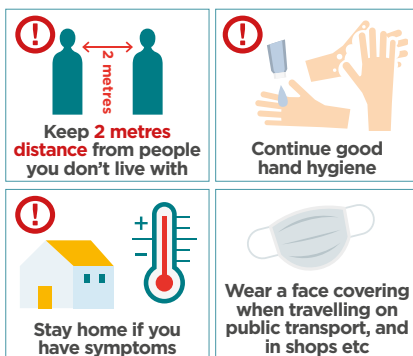 !
2 metres
Keep 2 metres
distance from people
you don't live with
!
Continue good
hand hygiene
!
+
−
Stay home if you
have symptoms
Wear a face covering
when travelling on
public transport, and
in shops etc